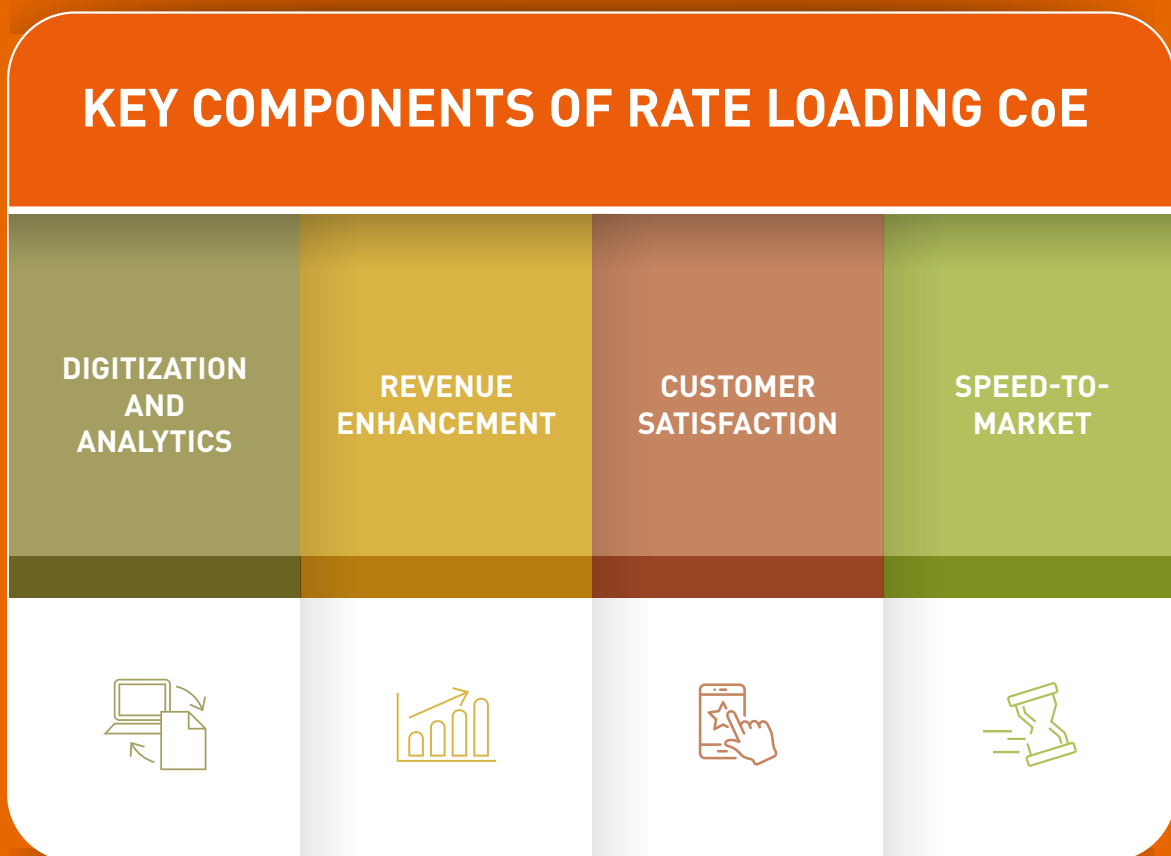 KEY COMPONENTS OF RATE LOADING CoE
DIGITIZATION
AND
ANALYTICS
REVENUE
ENHANCEMENT
CUSTOMER
SATISFACTION
SPEED-TO-
MARKET